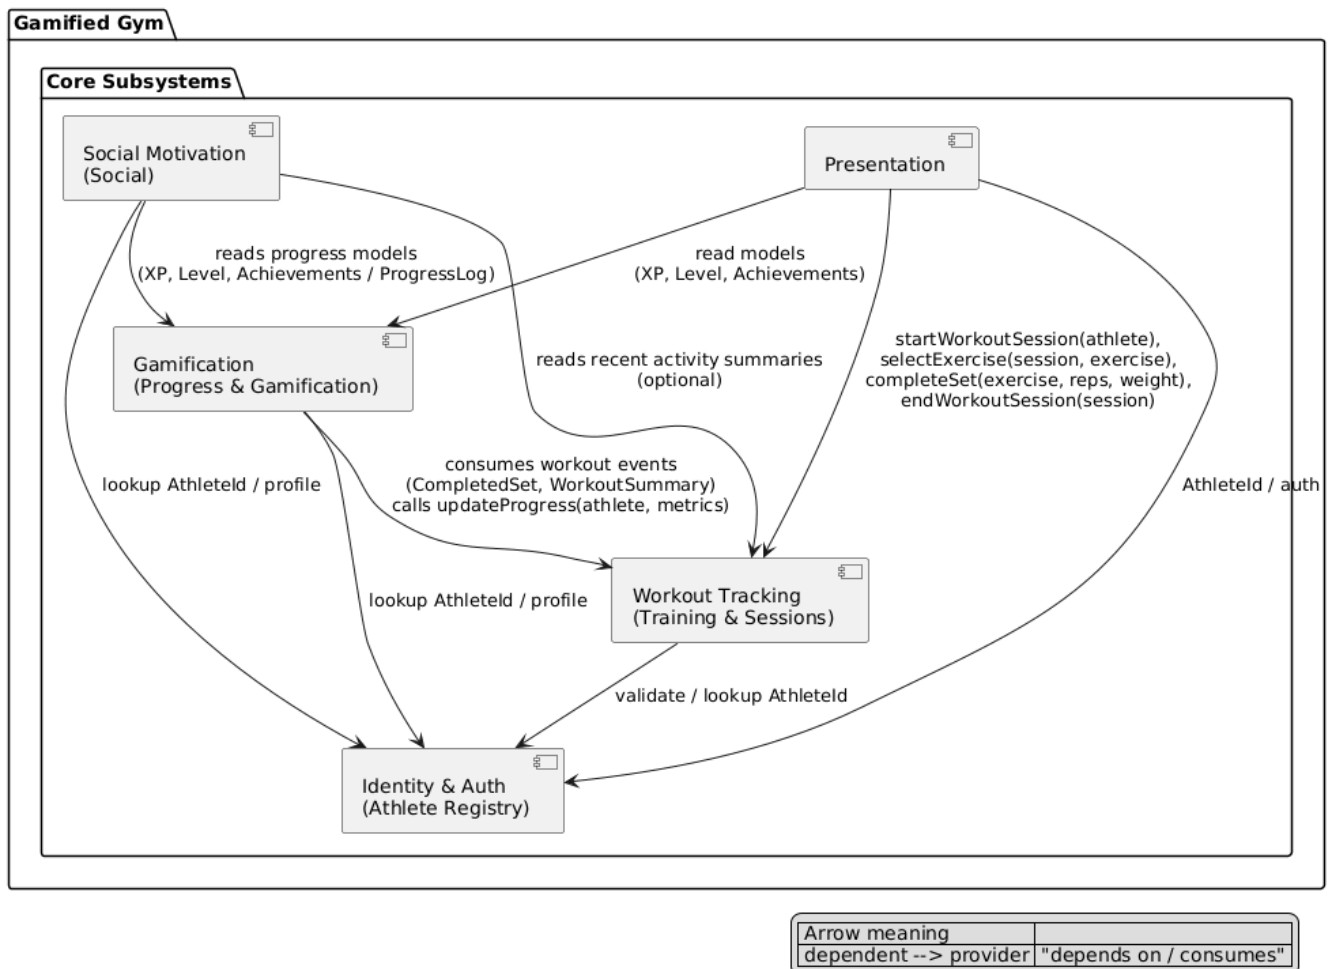 Gamified Gym
Core Subsystems
Social Motivation
(Social)
Presentation
reads progress models
(XP, Level, Achievements / ProgressLog)
read models
(XP, Level, Achievements)
Gamification
(Progress & Gamification)
reads recent activity summaries
(optional)
startWorkoutSession(athlete),
selectExercise(session, exercise),
completeSet(exercise, reps, weight),
endWorkoutSession(session)
lookup AthleteId / profile
consumes workout events
(CompletedSet, WorkoutSummary)
calls updateProgress(athlete, metrics)
AthleteId / auth
lookup AthleteId / profile
Workout Tracking
(Training & Sessions)
validate / lookup AthleteId
Identity & Auth
(Athlete Registry)
Arrow meaning
dependent --> provider "depends on / consumes"